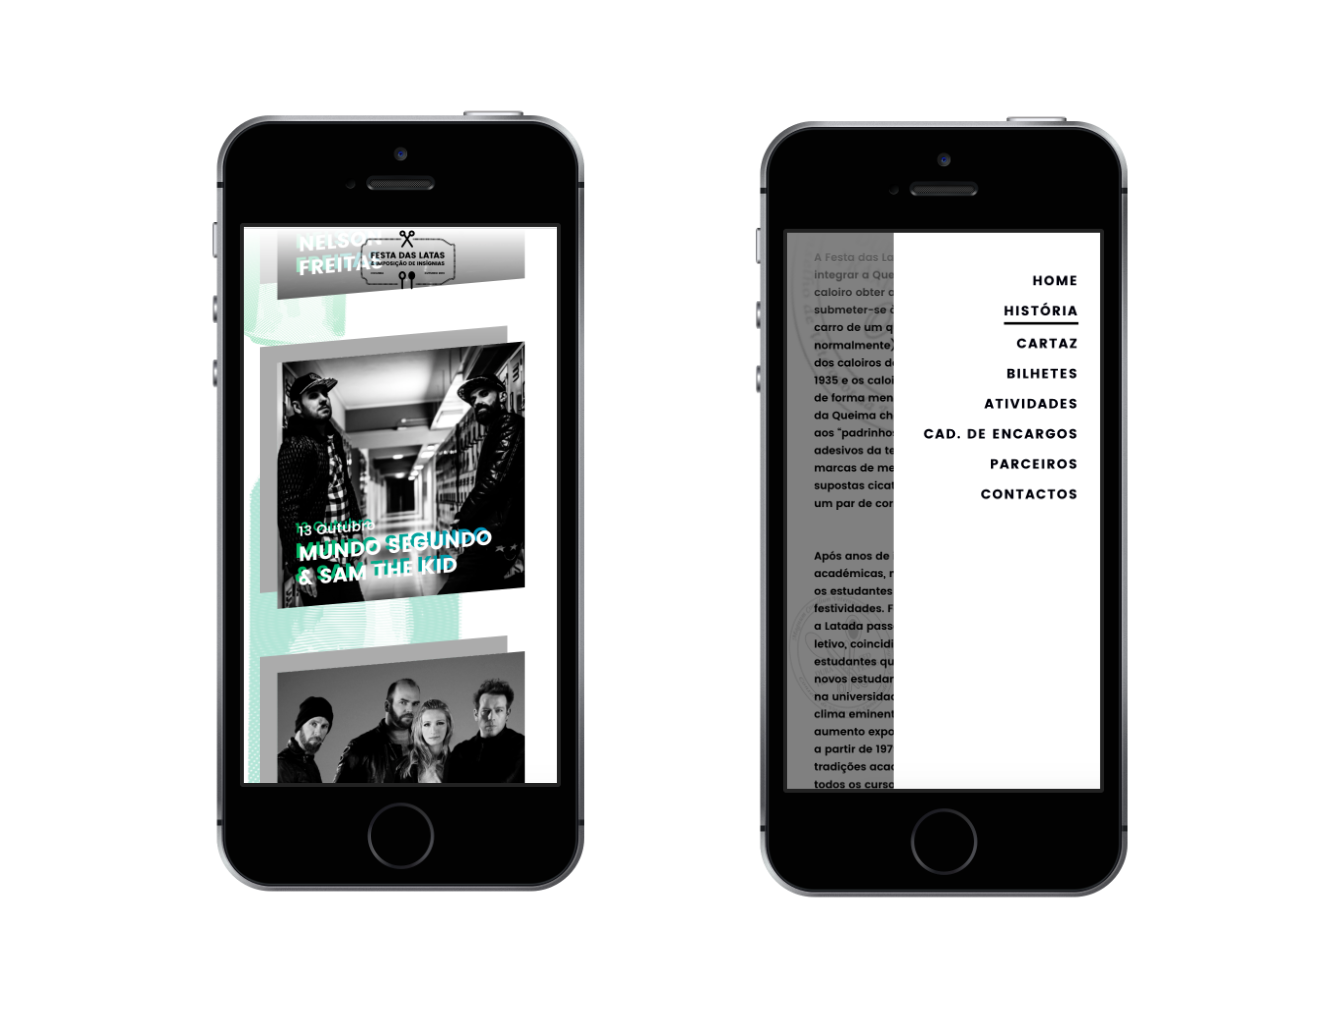 NELSON
FREITAS
FESTA DAS LATAS
& IMPOSIÇÃO DE INSÍGNIAS
13 Outubro
MUNDO SEGUNDO
& SAM THE KID
A Festa das La
integrar a Que
caloiro obter
submeter-se
carro de um q
normalmente)
dos caloiros d
1935 e os caloi
de forma men
da Queima ch
aos "padrinhos
adesivos da te
marcas de me
supostas cicat
um par de cor
Após anos de
académicas, n
os estudantes
festividades. F
a Latada pass
letivo, coincidi
estudantes qu
novos estudan
na universidad
clima eminent
aumento expo
a partir de 197
tradições acad
todos os curso
HOME
HISTÓRIA
CARTAZ
BILHETES
ATIVIDADES
CAD. DE ENCARGOS
PARCEIROS
CONTACTOS